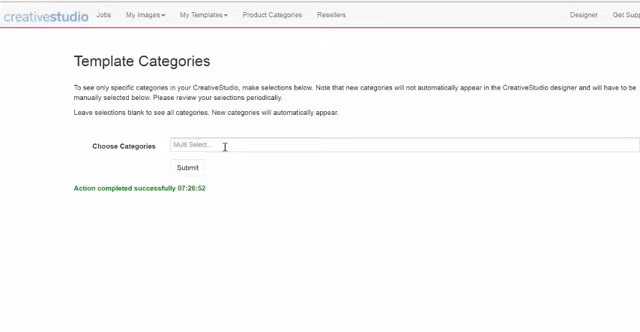 creativestudio Jobs My Images My Templates Product Categories Resellers Designer Get Sup
Template Categories
To see only specific categories in your CreativeStudio, make selections below. Note that new categories will not automatically appear in the CreativeStudio designer and will have to be
manually selected below. Please review your selections periodically.
Leave selections blank to see all categories. New categories will automatically appear.
Choose Categories Multi Select...
Submit
Action completed successfully 07:26:52